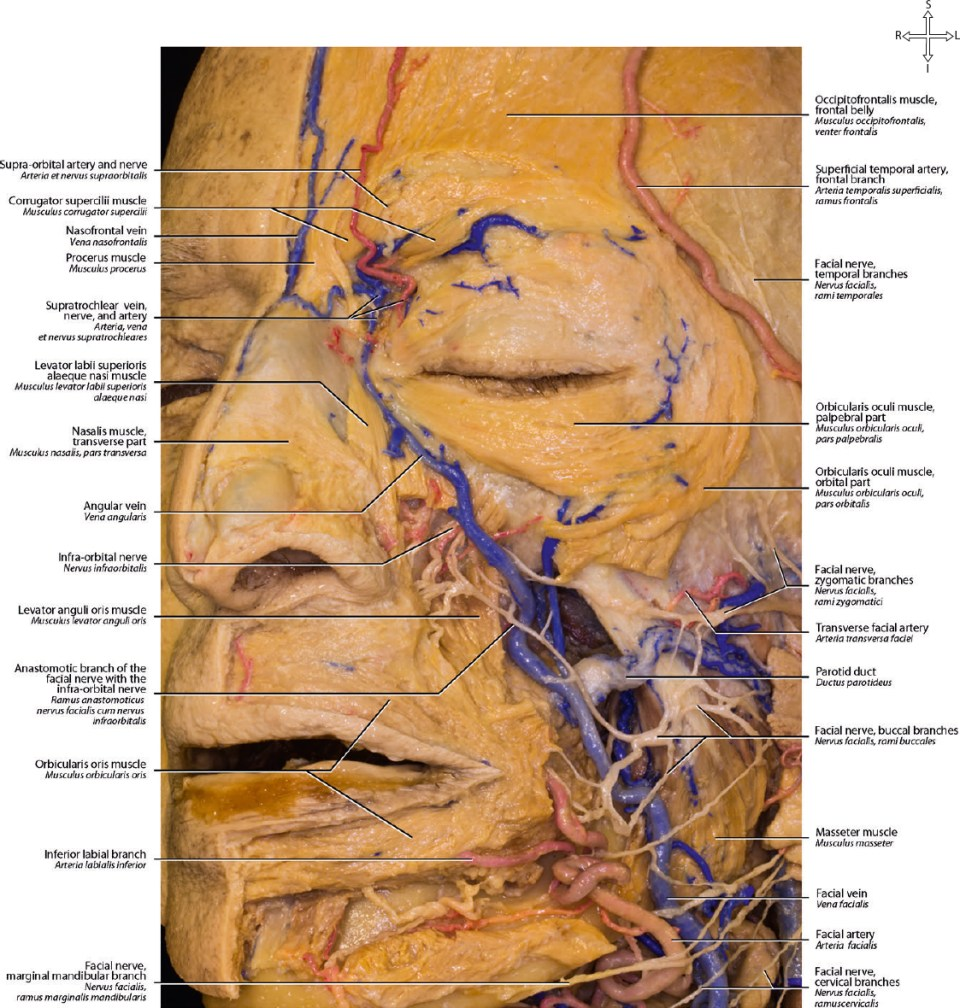 S
R L
I
Supra-orbital artery and nerve
Arteria et nervus supraorbitalis
Corrugator supercilii muscle
Musculus corrugator supercilii
Nasofrontal vein
Vena nasofrontalis
Procerus muscle
Musculus procerus
Supratrochlear vein,
nerve, and artery
Arteria, vena
et nervus supratrochleares
Levator labii superioris
alaeque nasi muscle
Musculus levator labii superioris
alaeque nasi
Nasalis muscle,
transverse part
Musculus nasalis, pars transversa
Angular vein
Vena angularis
Infra-orbital nerve
Nervus infraorbitalis
Levator anguli oris muscle
Musculus levator anguli oris
Anastomotic branch of the
facial nerve with the
infra-orbital nerve
Ramus anastomoticus
nervus facialis cum nervus
infraorbitalis
Orbicularis oris muscle
Musculus orbicularis oris
Inferior labial branch
Arteria labialis inferior
Facial nerve,
marginal mandibular branch
Nervus facialis,
ramus marginalis mandibularis
Occipitofrontalis muscle,
frontal belly
Musculus occipitofrontalis,
venter frontalis
Superficial temporal artery,
frontal branch
Arteria temporalis superficialis,
ramus frontalis
Facial nerve,
temporal branches
Nervus facialis,
rami temporales
Orbicularis oculi muscle,
palpebral part
Musculus orbicularis oculi,
pars palpebralis
Orbicularis oculi muscle,
orbital part
Musculus orbicularis oculi,
pars orbitalis
Facial nerve,
zygomatic branches
Nervus facialis,
rami zygomatici
Transverse facial artery
Arteria transversa faciei
Parotid duct
Ductus parotideus
Facial nerve, buccal branches
Nervus facialis, rami buccales
Masseter muscle
Musculus masseter
Facial vein
Vena facialis
Facial artery
Arteria facialis
Facial nerve,
cervical branches
Nervus facialis,
ramuscervicalis